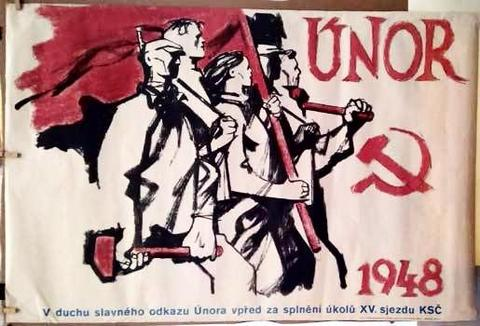 ÚNOR
1948
V duchu slavného odkazu Února vpřed za splnění úkolů XV. sjezdu KSČ